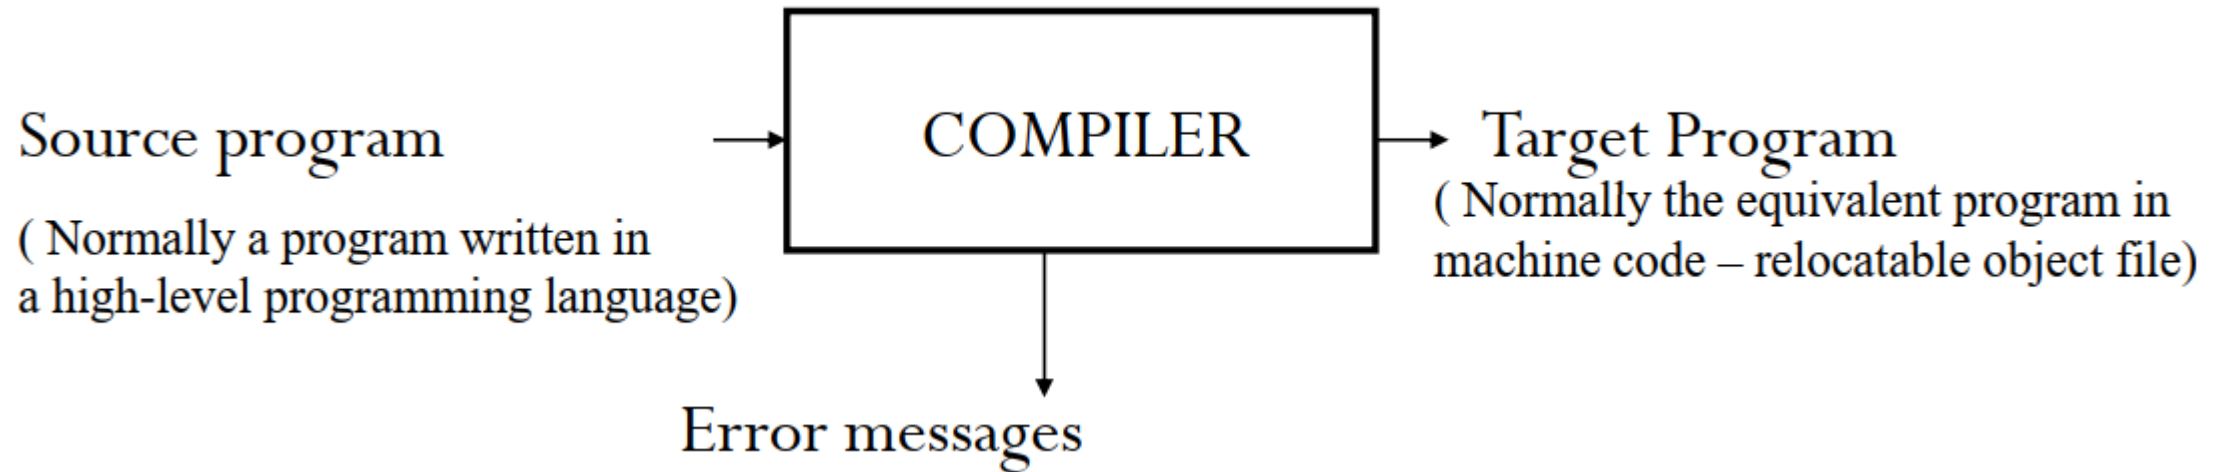 Source program
( Normally a program written in
a high-level programming language)
COMPILER
Target Program
( Normally the equivalent program in
machine code – relocatable object file)
Error messages